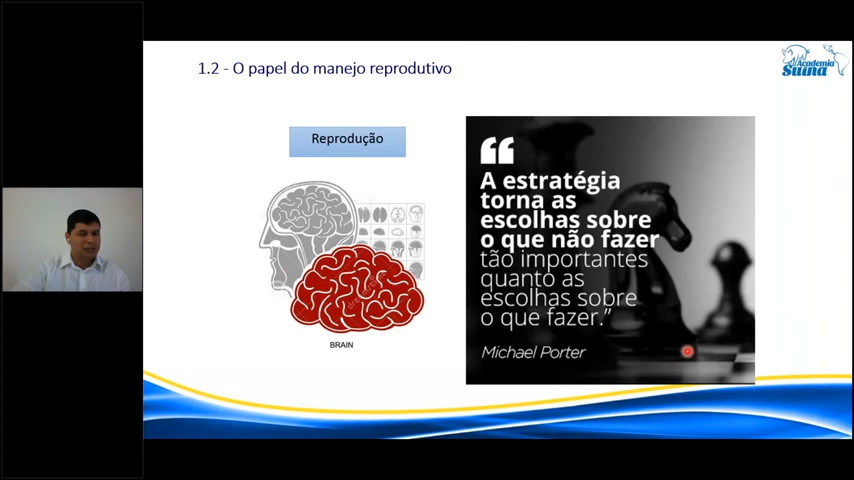 1.2 - O papel do manejo reprodutivo
Academia
Suína
Reprodução
BRAIN
“
A estratégia
torna as
escolhas sobre
o que não fazer
tão importantes
quanto as
escolhas sobre
o que fazer.”
Michael Porter